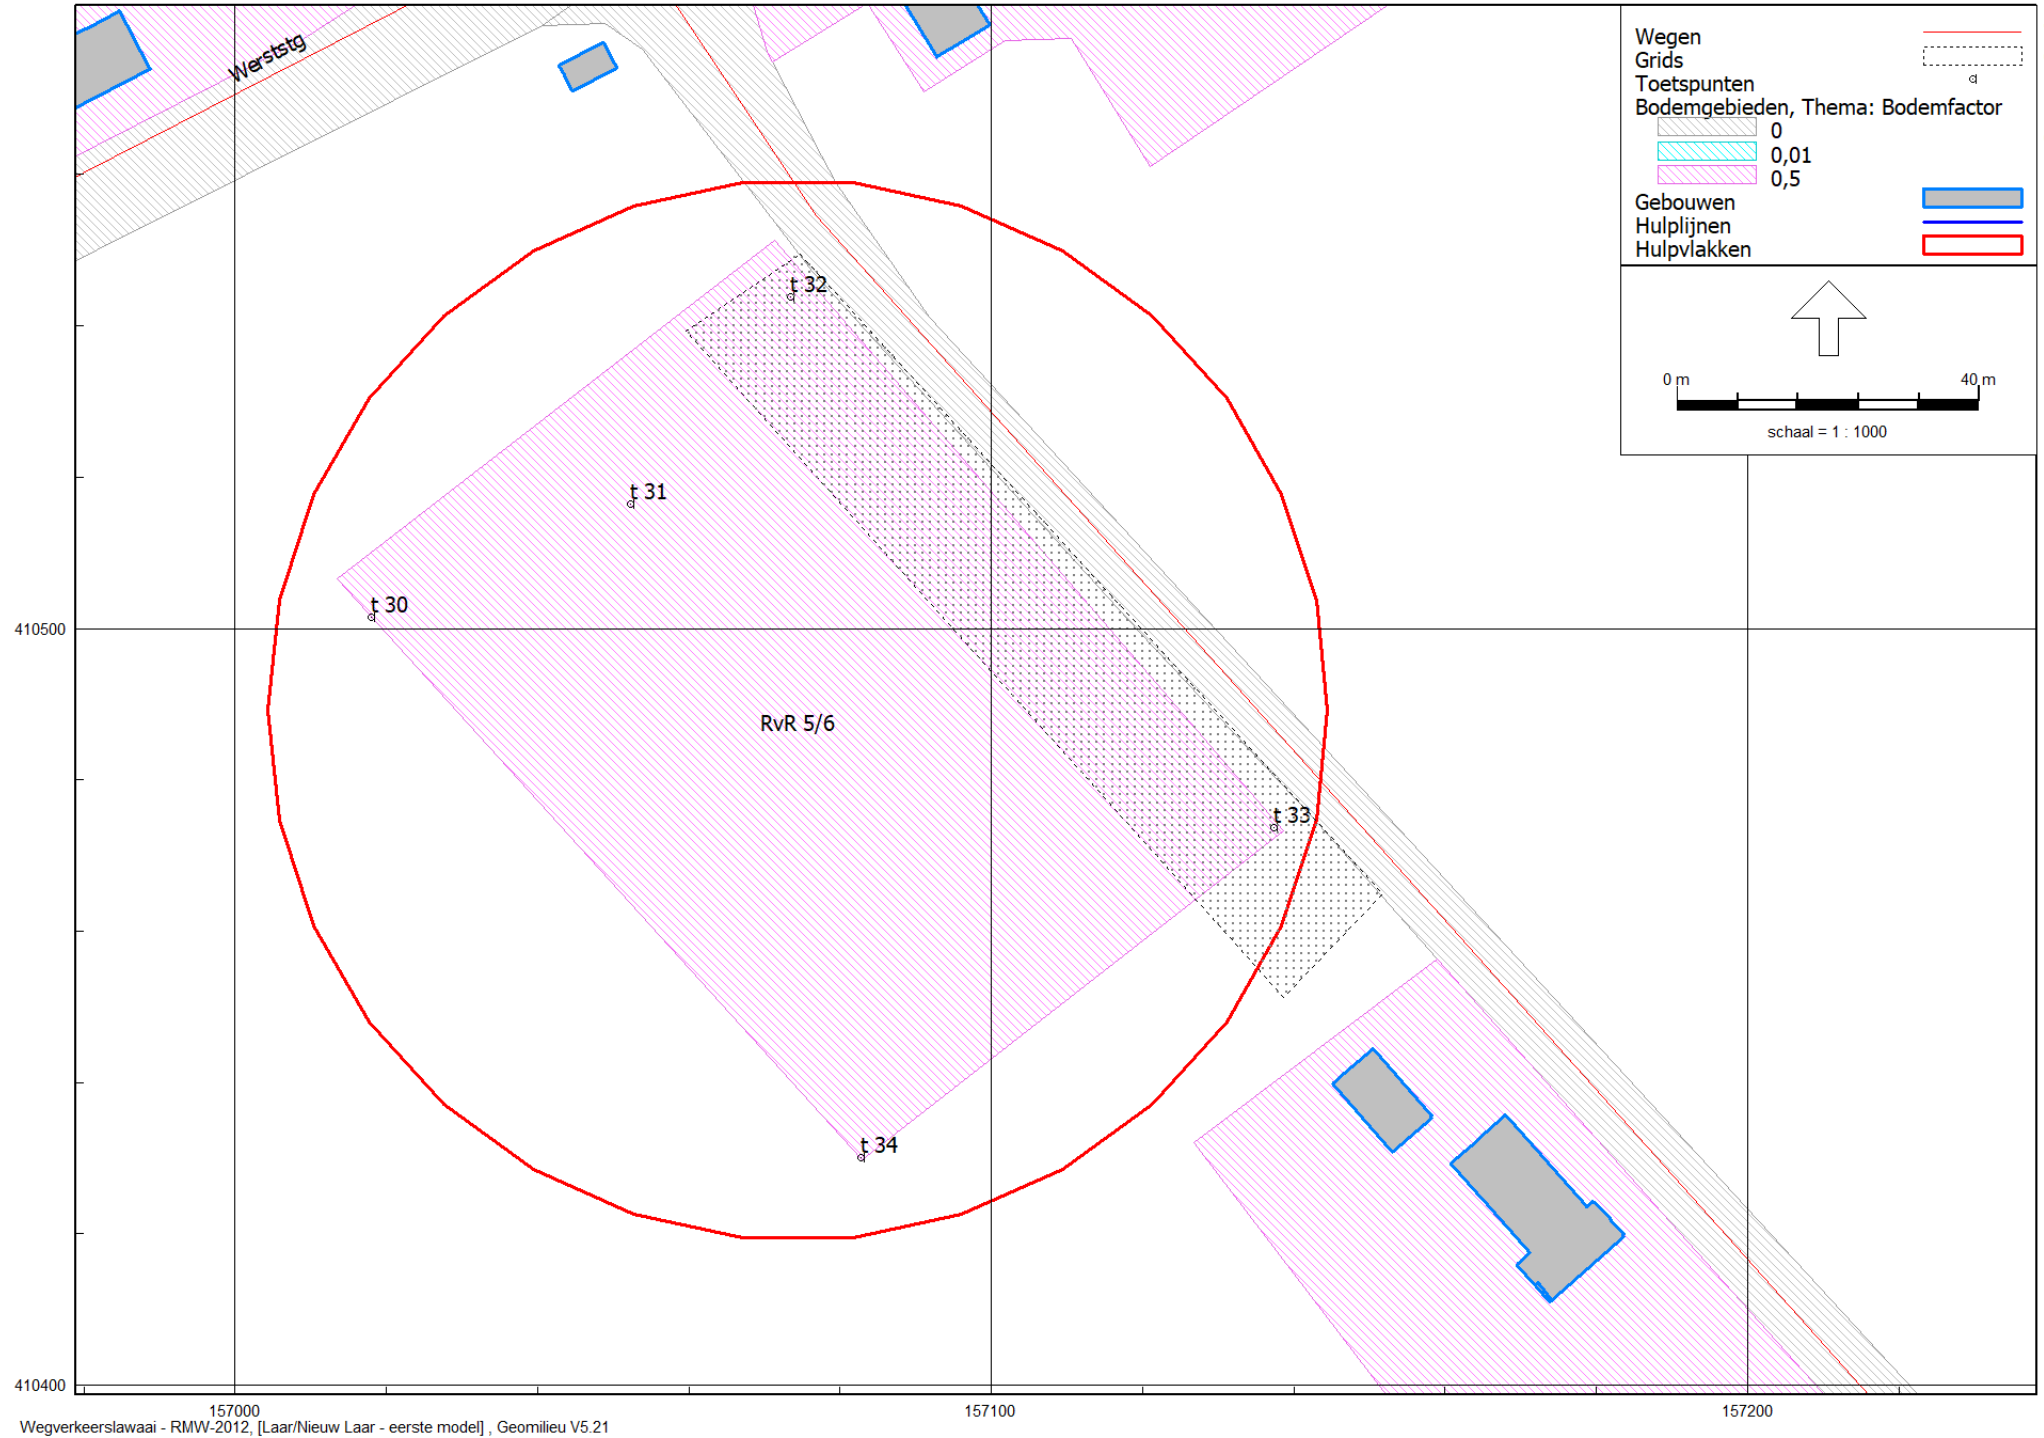 Werststg
Wegen
Grids
Toetspunten
Bodemgebieden, Thema: Bodemfactor
0
0,01
0,5
Gebouwen
Hulplijnen
Hulpvlakken
0 m
40 m
schaal = 1 : 1000
t 32
t 31
t 30
410500
RvR 5/6
t 33
t 34
410400
157000
157100
157200
Wegverkeerslawaai - RMW-2012, [Laar/Nieuw Laar - eerste model] , Geomilieu V5.21